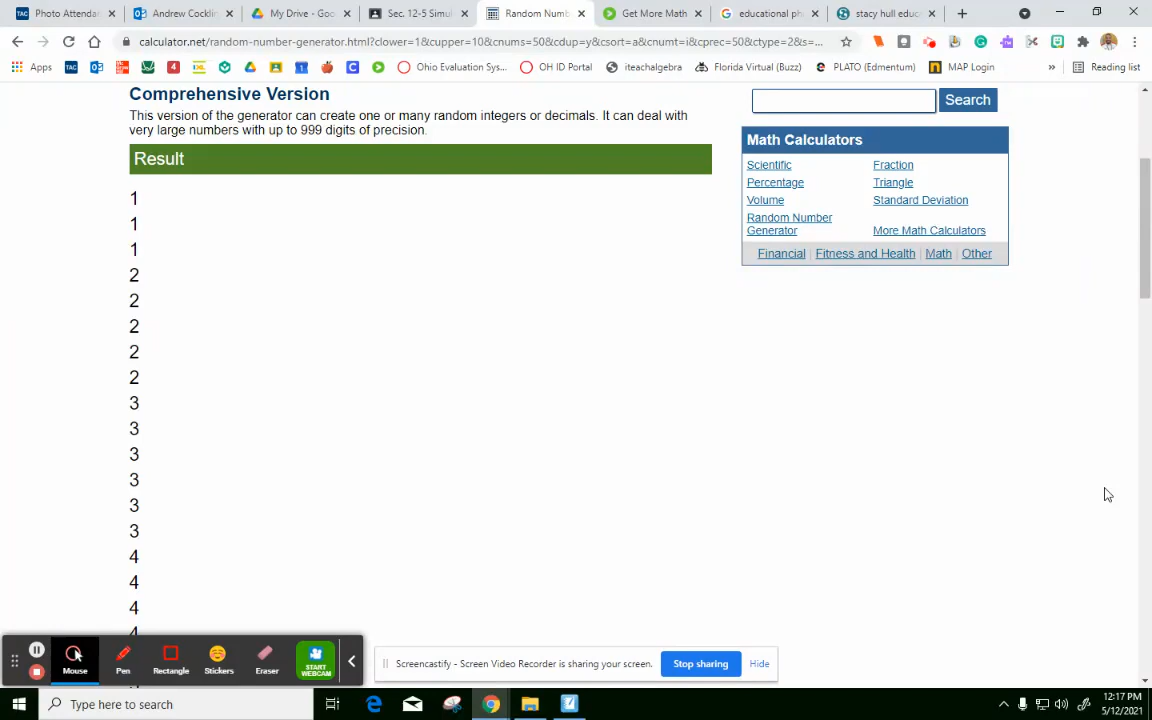 Photo Attenda
Andrew Cocklin
My Drive - Goo
Sec. 12-5 Simul
Random Numb
Get More Math
educational ph
stacy hull educ
calculator.net/random-number-generator.html?clower=1&cupper=10&cnums=50&cdup=y&csort=a&cnumt=i&cprec=50&ctype=2&s=...
Apps
Ohio Evaluation Sys...
OH ID Portal
iteachalgebra
Florida Virtual (Buzz)
PLATO (Edmentum)
MAP Login
»
Reading list
Comprehensive Version
This version of the generator can create one or many random integers or decimals. It can deal with
very large numbers with up to 999 digits of precision.
Result
1
1
1
2
2
2
2
2
3
3
3
3
3
3
4
4
4
4
Search
Math Calculators
Scientific
Fraction
Percentage
Triangle
Volume
Standard Deviation
Random Number
Generator
More Math Calculators
Financial | Fitness and Health | Math | Other
Mouse
Pen
Rectangle
Stickers
Eraser
START
WEBCAM
Screencastify - Screen Video Recorder is sharing your screen.
Stop sharing
Hide
Type here to search
12:17 PM
5/12/2021